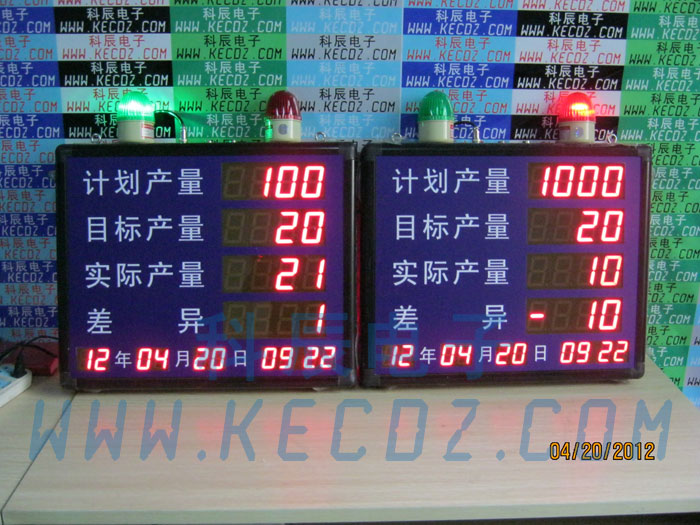 科辰电子
WWW.KECDZ.COM
计划产量 100
目标产量 20
实际产量 21
差异 1
12年04月20日 09 22
计划产量 1000
目标产量 20
实际产量 10
差异 -10
12年04月20日 09 22
科辰电子
WWW.KECDZ.COM
04/20/2012